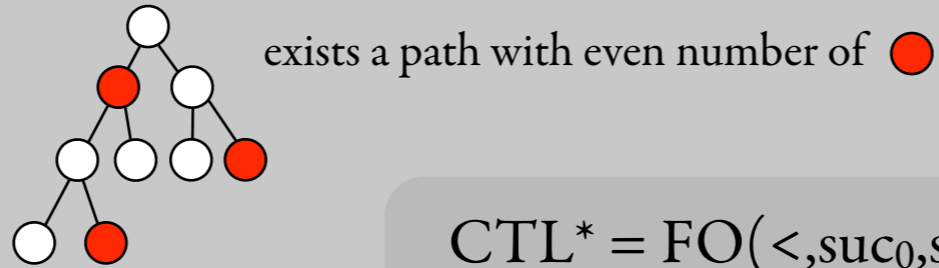 exists a path with even number of
CTL* = FO(<,suc₀,s